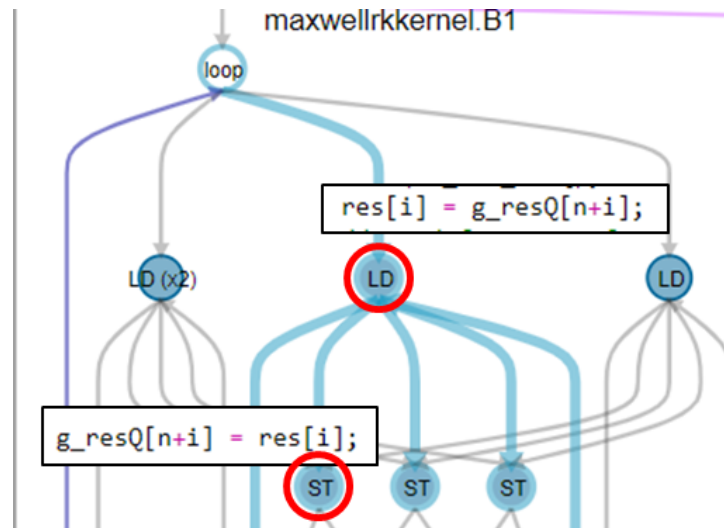 maxwellrkkernel.B1
loop
res[i] = g_resQ[n+i];
LD (x2)
LD
LD
g_resQ[n+i] = res[i];
ST
ST
ST